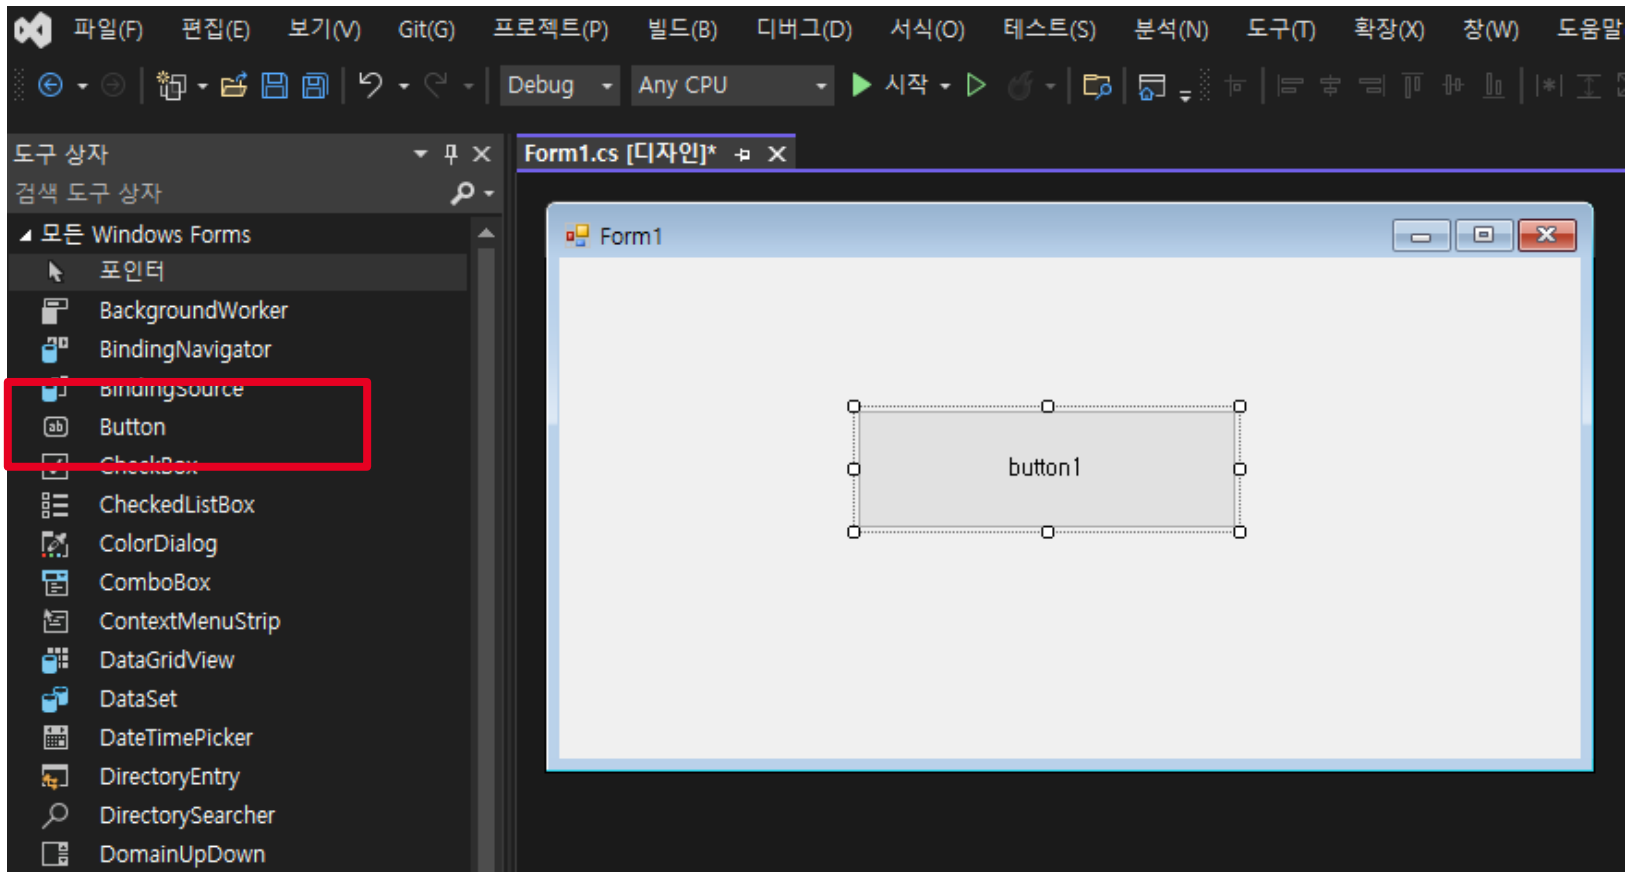 파일(F) 편집(E) 보기(V) Git(G) 프로젝트(P) 빌드(B) 디버그(D) 서식(O) 테스트(S) 분석(N) 도구(T) 확장(X) 창(W) 도움말
Debug Any CPU 시작
도구 상자
Form1.cs [디자인]*
검색 도구 상자
모든 Windows Forms
포인터
BackgroundWorker
BindingNavigator
BindingSource
Button
CheckBox
CheckedListBox
ColorDialog
ComboBox
ContextMenuStrip
DataGridView
DataSet
DateTimePicker
DirectoryEntry
DirectorySearcher
DomainUpDown
Form1
button1